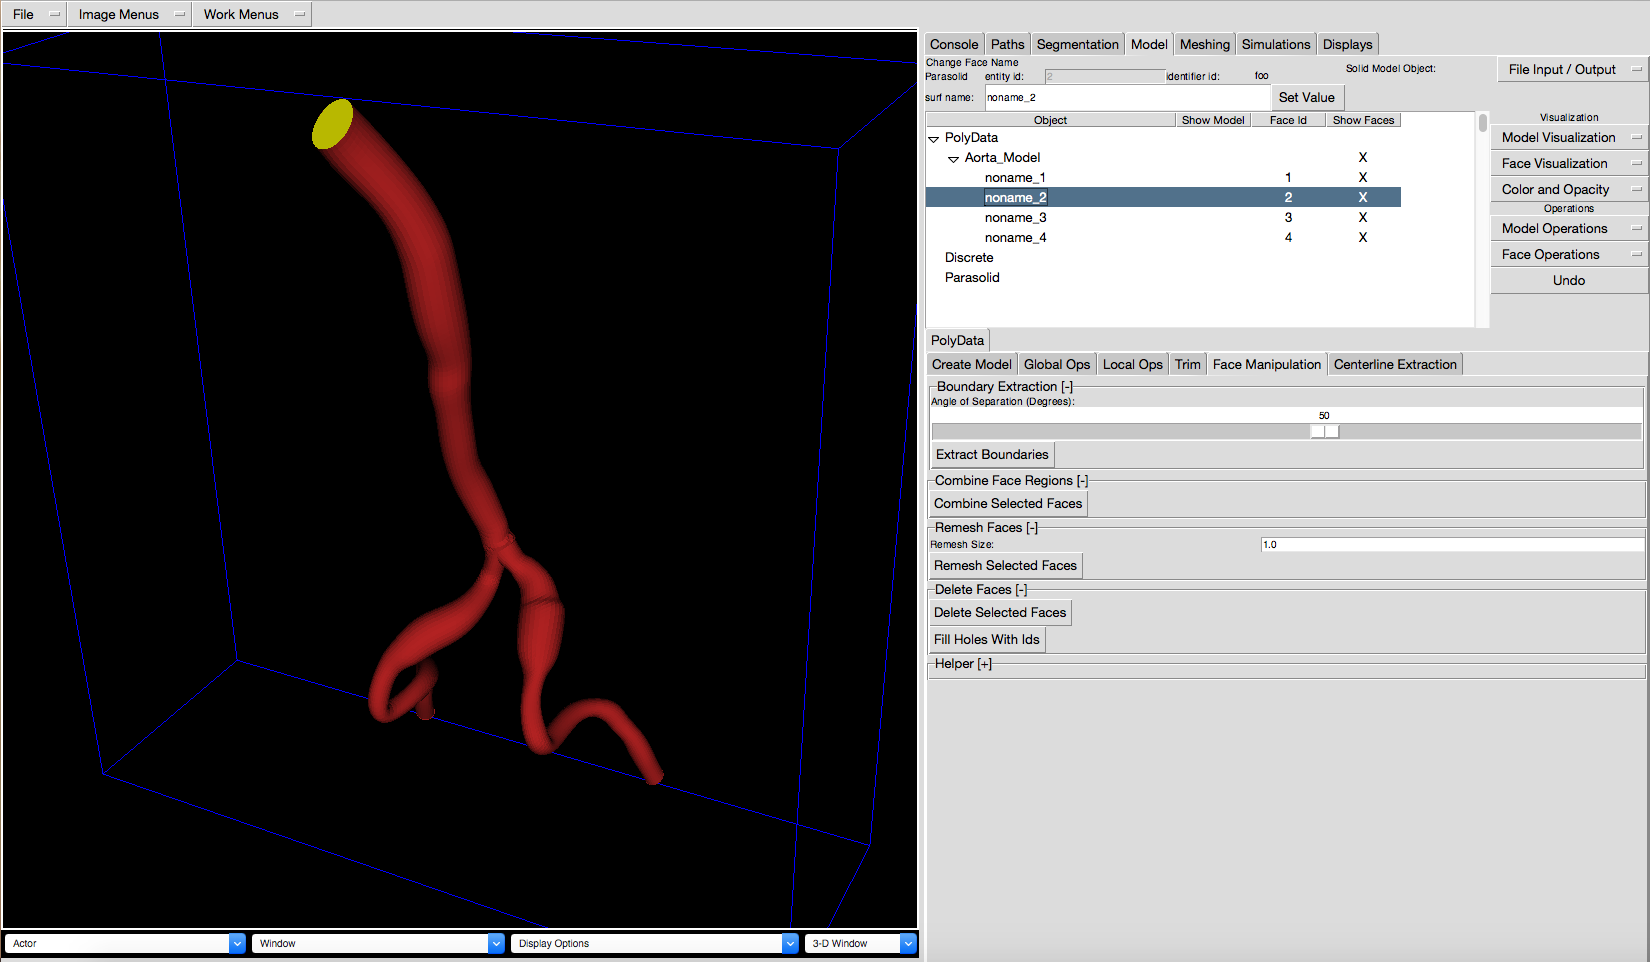 File Image Menus Work Menus
Console Paths Segmentation Model Meshing Simulations Displays
Change Face Name
Parasolid entity id: 2 identifier id: foo Solid Model Object: File Input / Output
surf name: noname_2 Set Value
Object Show Model Face Id Show Faces
PolyData
Aorta_Model X
noname_1 1 X
noname_2 2 X
noname_3 3 X
noname_4 4 X
Discrete
Parasolid
Visualization
Model Visualization
Face Visualization
Color and Opacity
Operations
Model Operations
Face Operations
Undo
PolyData
Create Model Global Ops Local Ops Trim Face Manipulation Centerline Extraction
Boundary Extraction [-]
Angle of Separation (Degrees):
50
Extract Boundaries
Combine Face Regions [-]
Combine Selected Faces
Remesh Faces [-]
Remesh Size: 1.0
Remesh Selected Faces
Delete Faces [-]
Delete Selected Faces
Fill Holes With Ids
Helper [+]
Actor Window Display Options 3-D Window